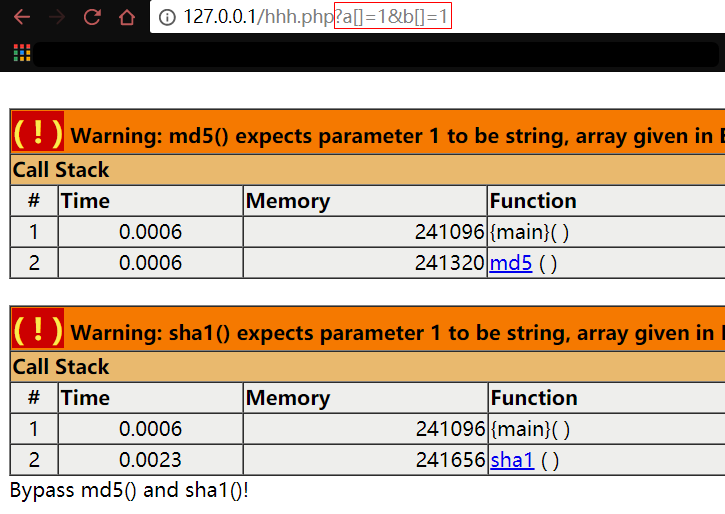 127.0.0.1/hhh.php?a[]=1&b[]=1
( ! ) Warning: md5() expects parameter 1 to be string, array given in
Call Stack
# Time Memory Function
1 0.0006 241096 {main}( )
2 0.0006 241320 md5 ( )
( ! ) Warning: sha1() expects parameter 1 to be string, array given in
Call Stack
# Time Memory Function
1 0.0006 241096 {main}( )
2 0.0023 241656 sha1 ( )
Bypass md5() and sha1()!